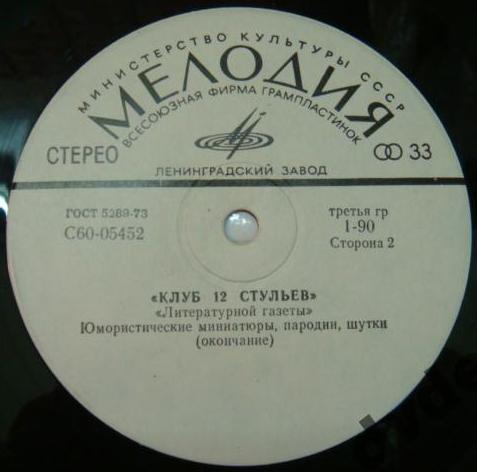 МИНИСТЕРСТВО КУЛЬТУРЫ СССР
МЕЛОДИЯ
ВСЕСОЮЗНАЯ ФИРМА ГРАМПЛАСТИНОК
СТЕРЕО
33
ЛЕНИНГРАДСКИЙ ЗАВОД
ГОСТ 5289-73
третья гр
С60-05452
1-90
Сторона 2
«КЛУБ 12 СТУЛЬЕВ»
«Литературной газеты»
Юмористические миниатюры, пародии, шутки
(окончание)